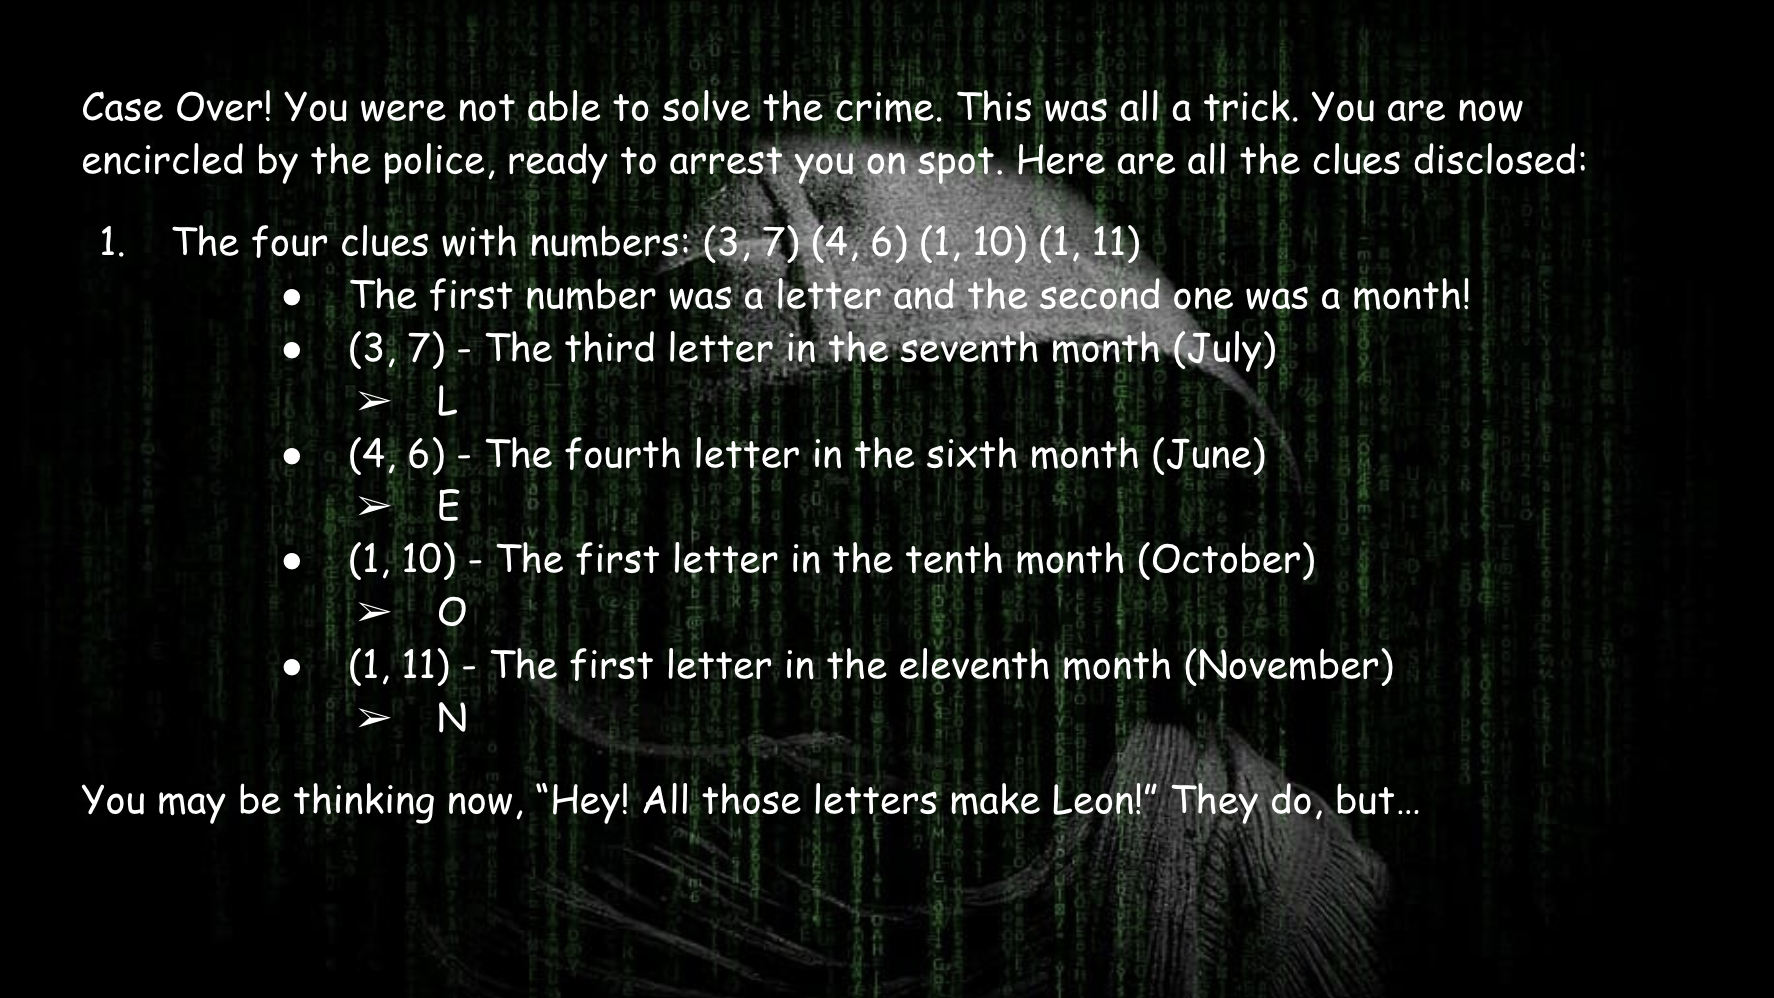 Case Over! You were not able to solve the crime. This was all a trick. You are now
encircled by the police, ready to arrest you on spot. Here are all the clues disclosed:
1. The four clues with numbers: (3, 7) (4, 6) (1, 10) (1, 11)
● The first number was a letter and the second one was a month!
● (3, 7) - The third letter in the seventh month (July)
➢ L
● (4, 6) - The fourth letter in the sixth month (June)
➢ E
● (1, 10) - The first letter in the tenth month (October)
➢ O
● (1, 11) - The first letter in the eleventh month (November)
➢ N
You may be thinking now, “Hey! All those letters make Leon!” They do, but...